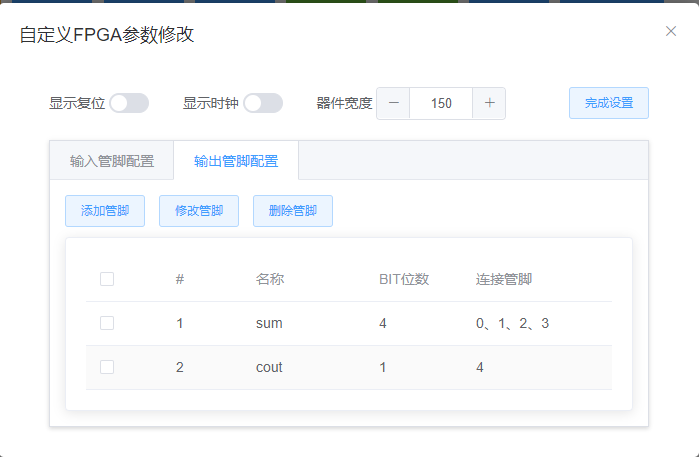 自定义FPGA参数修改
显示复位 显示时钟 器件宽度 150 完成设置
输入管脚配置 输出管脚配置
添加管脚 修改管脚 删除管脚
# 名称 BIT位数 连接管脚
1 sum 4 0、1、2、3
2 cout 1 4